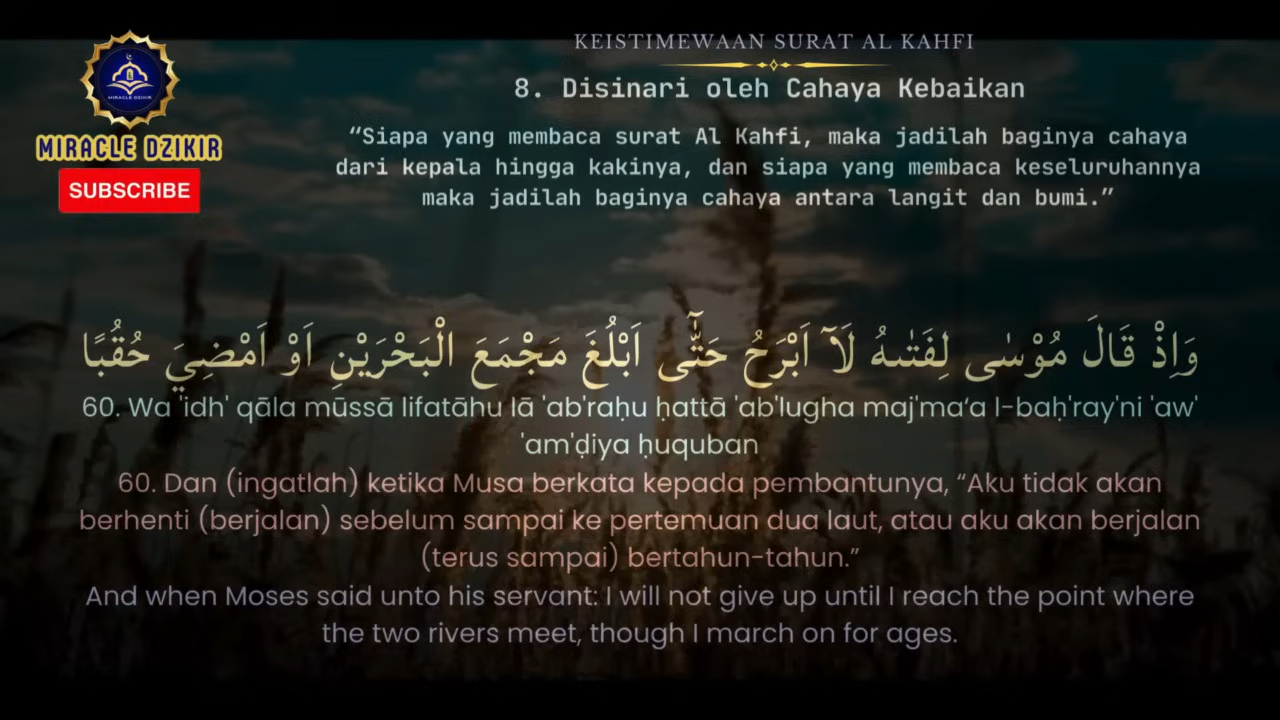 KEISTIMEWAAN SURAT AL KAHFI
8. Disinari oleh Cahaya Kebaikan
MIRACLE DZIKIR
MIRACLE DZIKIR
SUBSCRIBE
“Siapa yang membaca surat Al Kahfi, maka jadilah baginya cahaya
dari kepala hingga kakinya, dan siapa yang membaca keseluruhannya
maka jadilah baginya cahaya antara langit dan bumi.”
وَاِذْ قَالَ مُوْسٰى لِفَتٰىهُ لَآ اَبْرَحُ حَتّٰٓى اَبْلُغَ مَجْمَعَ الْبَحْرَيْنِ اَوْ اَمْضِيَ حُقُبًا
60. Wa 'idh' qāla mūssā lifatāhu lā 'ab'raḥu ḥattā 'ab'lugha maj'ma‘a l-baḥ'ray'ni 'aw'
'am'ḍiya ḥuquban
60. Dan (ingatlah) ketika Musa berkata kepada pembantunya, “Aku tidak akan
berhenti (berjalan) sebelum sampai ke pertemuan dua laut, atau aku akan berjalan
(terus sampai) bertahun-tahun.”
And when Moses said unto his servant: I will not give up until I reach the point where
the two rivers meet, though I march on for ages.